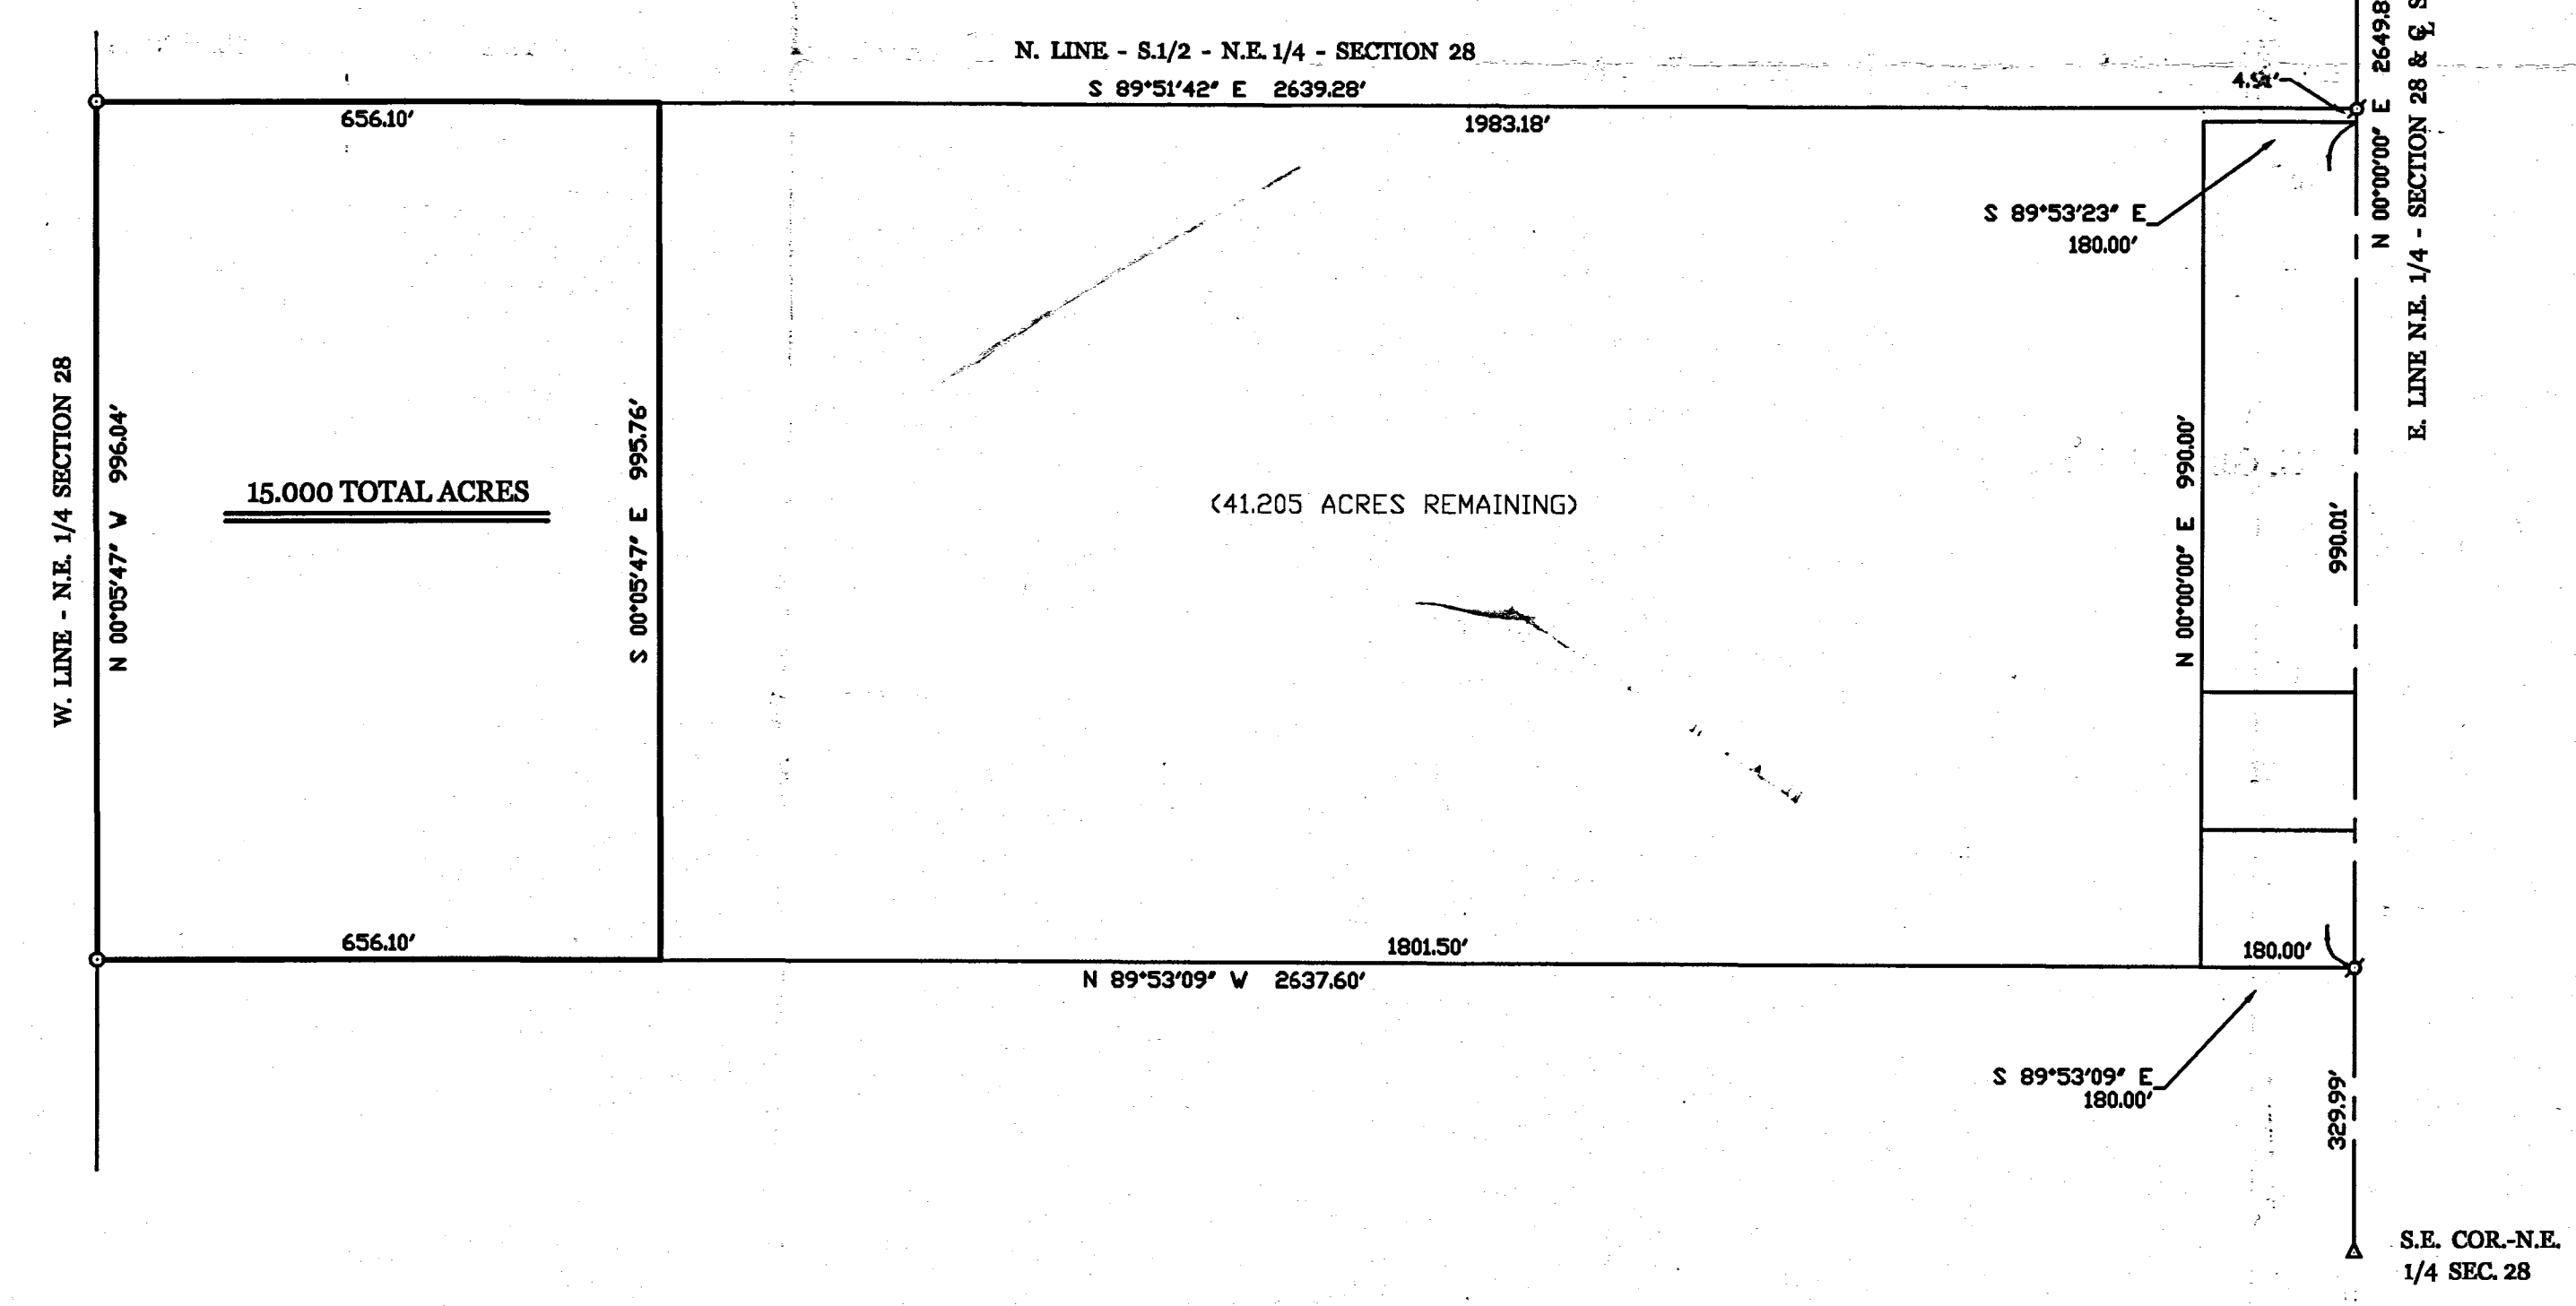 N. LINE - S.1/2 - N.E. 1/4 - SECTION 28
S 89°51'42" E 2639.28'
656.10'
1983.18'
N 00°00'00" E 2649.8
E. LINE N.E. 1/4 - SECTION 28 & ℄ S
S 89°53'23" E
180.00'
W. LINE - N.E. 1/4 SECTION 28
N 00°05'47" W 996.04'
15.000 TOTAL ACRES
S 00°05'47" E 995.76'
(41.205 ACRES REMAINING)
N 00°00'00" E 990.00'
990.01'
656.10'
1801.50'
180.00'
N 89°53'09" W 2637.60'
S 89°53'09" E
180.00'
329.99'
S.E. COR.-N.E.
1/4 SEC. 28